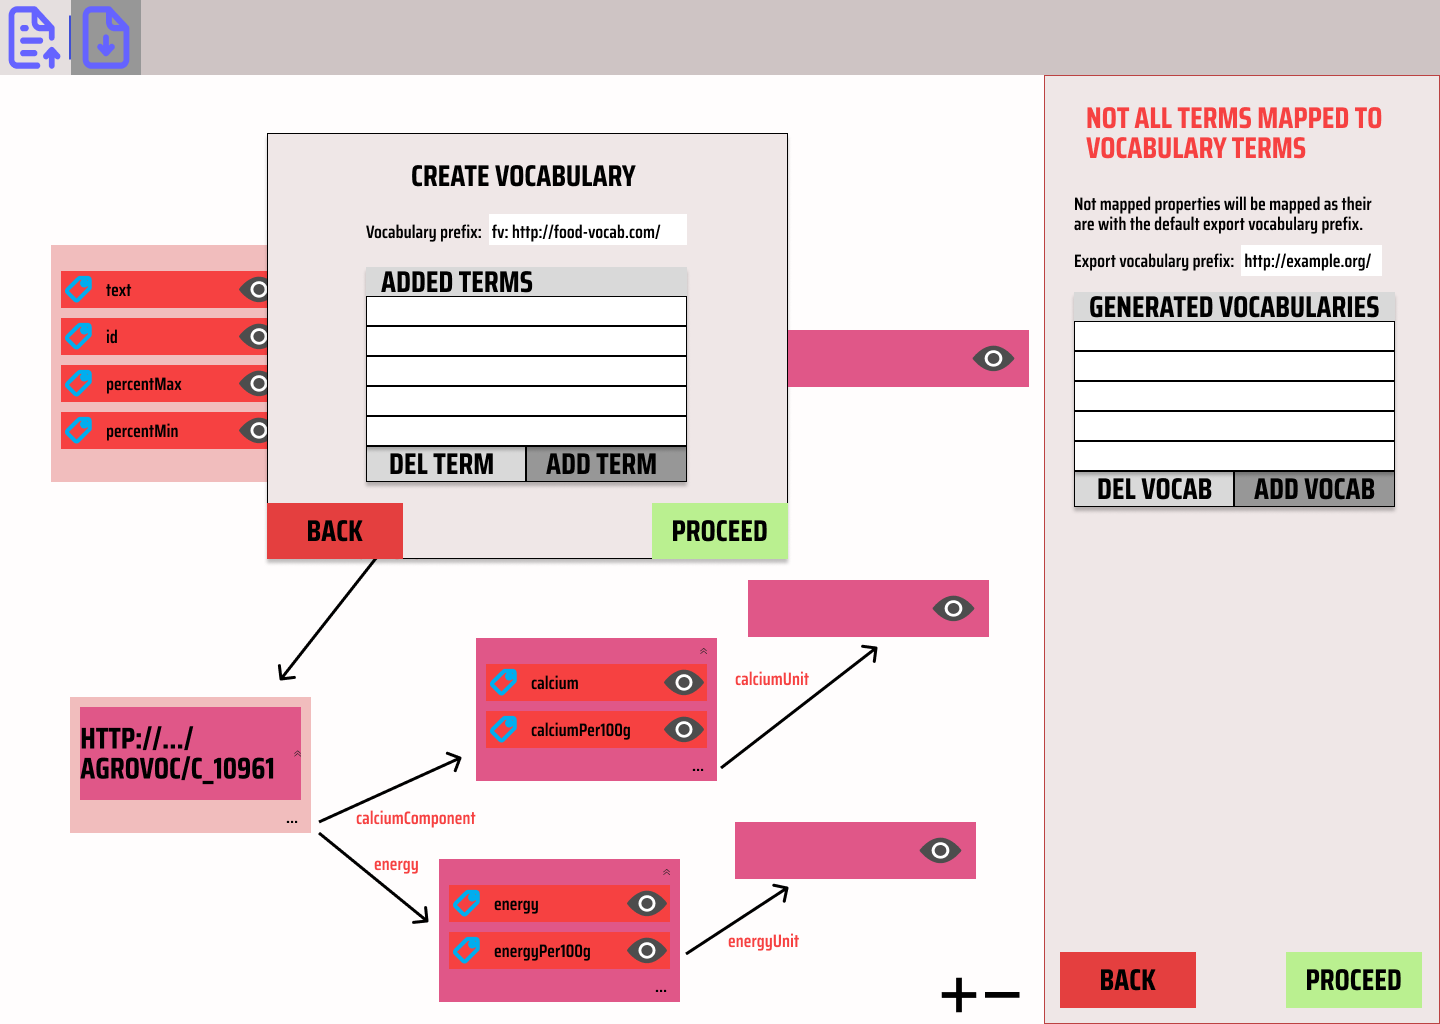 CREATE VOCABULARY
Vocabulary prefix: fv: http://food-vocab.com/
ADDED TERMS
DEL TERM ADD TERM
BACK PROCEED
text
id
percentMax
percentMin
HTTP://.../
AGROVOC/C_10961
...
calciumComponent
energy
calcium
calciumPer100g
...
calciumUnit
energy
energyPer100g
...
energyUnit
+ −
NOT ALL TERMS MAPPED TO
VOCABULARY TERMS
Not mapped properties will be mapped as their
are with the default export vocabulary prefix.
Export vocabulary prefix: http://example.org/
GENERATED VOCABULARIES
DEL VOCAB ADD VOCAB
BACK PROCEED